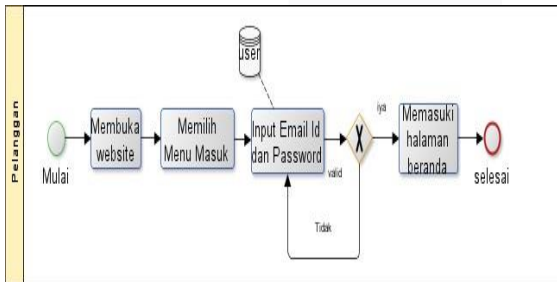 Pelanggan
Mulai
Membuka
website
Memilih
Menu Masuk
user
Input Email Id
dan Password
valid
X
iya
Tidak
Memasuki
halaman
beranda
selesai